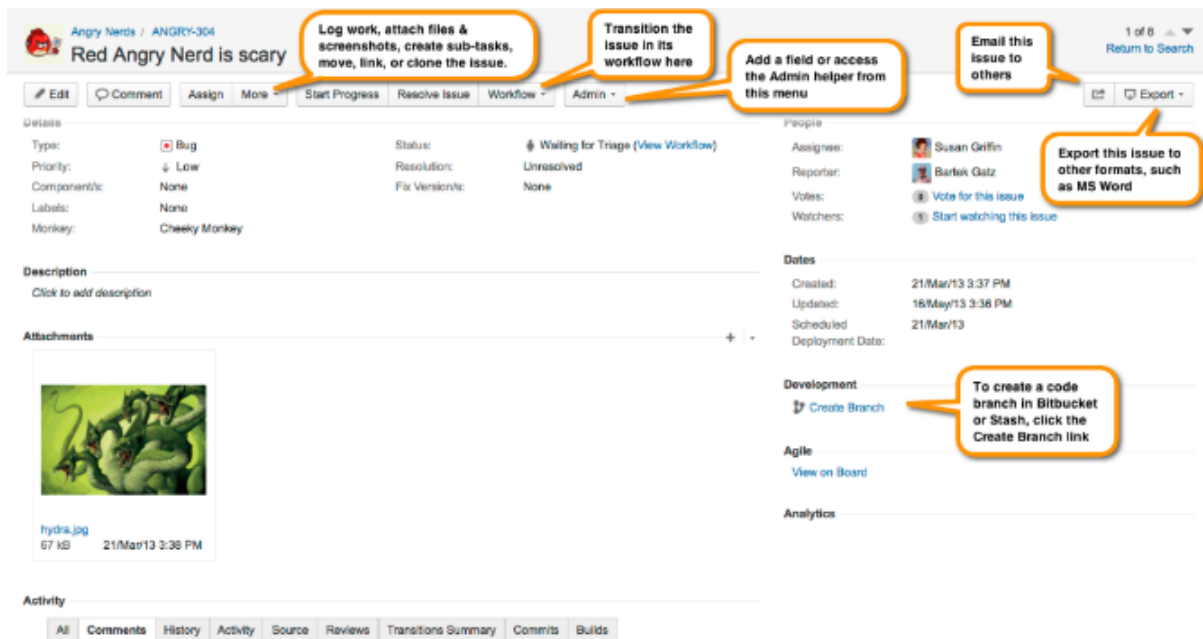 Angry Nerds / ANGRY-304
Red Angry Nerd is scary
Log work, attach files &
screenshots, create sub-tasks,
move, link, or clone the issue.
Transition the
issue in its
workflow here
Add a field or access
the Admin helper from
this menu
Email this
issue to
others
1 of 8
Return to Search
Edit Comment Assign More Start Progress Resolve Issue Workflow Admin Export
Export this issue to
other formats, such
as MS Word
Details
Type: Bug
Priority: Low
Component/s: None
Labels: None
Monkey: Cheeky Monkey
Status: Waiting for Triage (View Workflow)
Resolution: Unresolved
Fix Version/s: None
Description
Click to add description
Attachments
hydra.jpg
67 kB 21/Mar/13 3:38 PM
People
Assignee: Susan Griffin
Reporter: Bartek Gatz
Votes: Vote for this issue
Watchers: 1 Start watching this issue
Dates
Created: 21/Mar/13 3:37 PM
Updated: 16/May/13 3:36 PM
Scheduled
Deployment Date: 21/Mar/13
Development
Create Branch
To create a code
branch in Bitbucket
or Stash, click the
Create Branch link
Agile
View on Board
Analytics
Activity
All Comments History Activity Source Reviews Transitions Summary Commits Builds